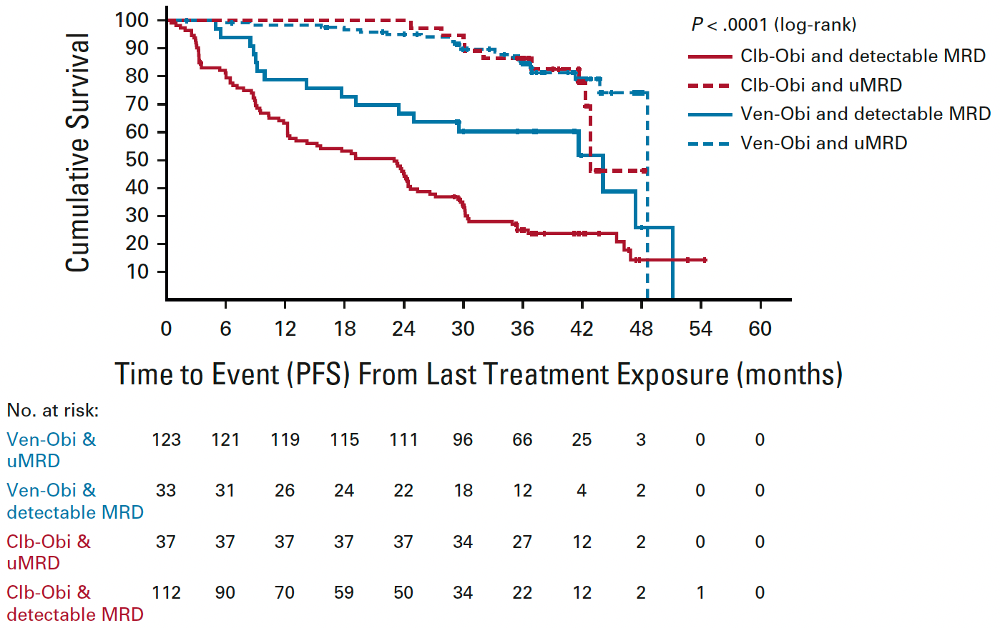 100
90
80
70
60
50
40
30
20
10
Cumulative Survival
P < .0001 (log-rank)
Clb-Obi and detectable MRD
Clb-Obi and uMRD
Ven-Obi and detectable MRD
Ven-Obi and uMRD
0 6 12 18 24 30 36 42 48 54 60
Time to Event (PFS) From Last Treatment Exposure (months)
No. at risk:
Ven-Obi & 123 121 119 115 111 96 66 25 3 0 0
uMRD
Ven-Obi & 33 31 26 24 22 18 12 4 2 0 0
detectable MRD
Clb-Obi & 37 37 37 37 37 34 27 12 2 0 0
uMRD
Clb-Obi & 112 90 70 59 50 34 22 12 2 1 0
detectable MRD